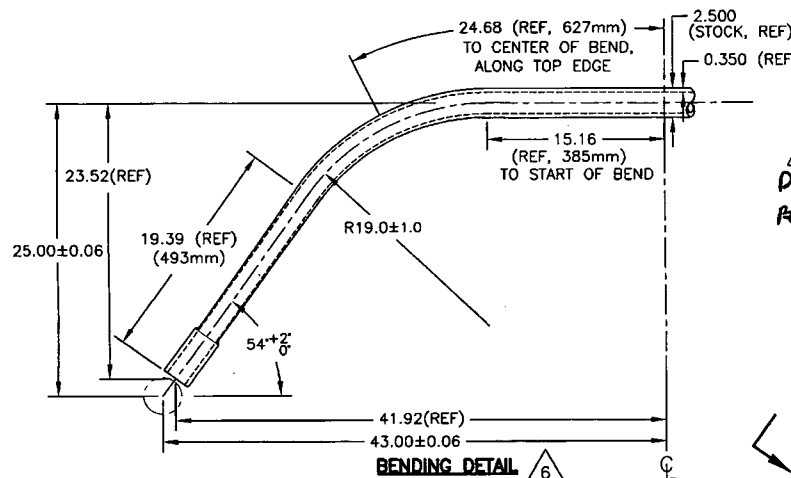 24.68 (REF, 627mm)
TO CENTER OF BEND,
ALONG TOP EDGE
2.500
(STOCK, REF)
0.350 (REF
15.16
(REF, 385mm)
TO START OF BEND
23.52(REF)
25.00±0.06
19.39 (REF)
(493mm)
R19.0±1.0
54°+2°
0°
41.92(REF)
43.00±0.06
BENDING DETAIL
6
℄